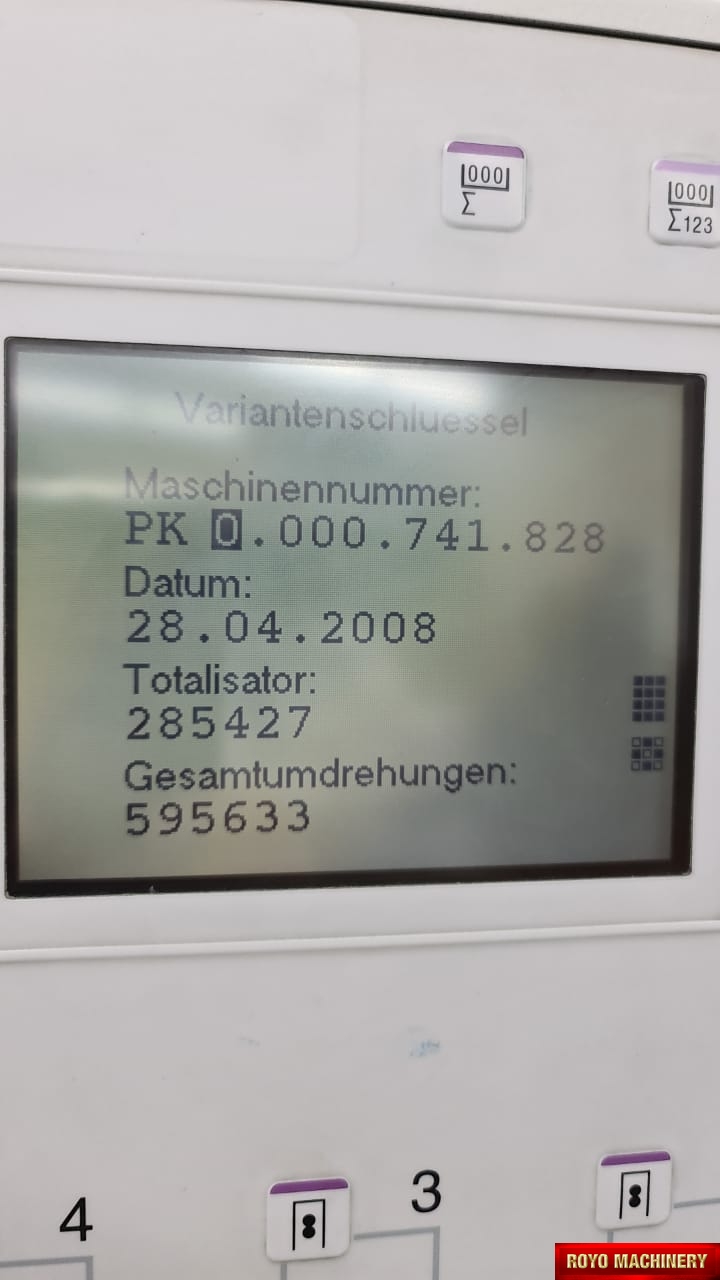 000
Σ
000
Σ123
Variantenschluessel
Maschinennummer:
PK 0.000.741.828
Datum:
28.04.2008
Totalisator:
285427
Gesamtumdrehungen:
595633
4
3
ROYO MACHINERY